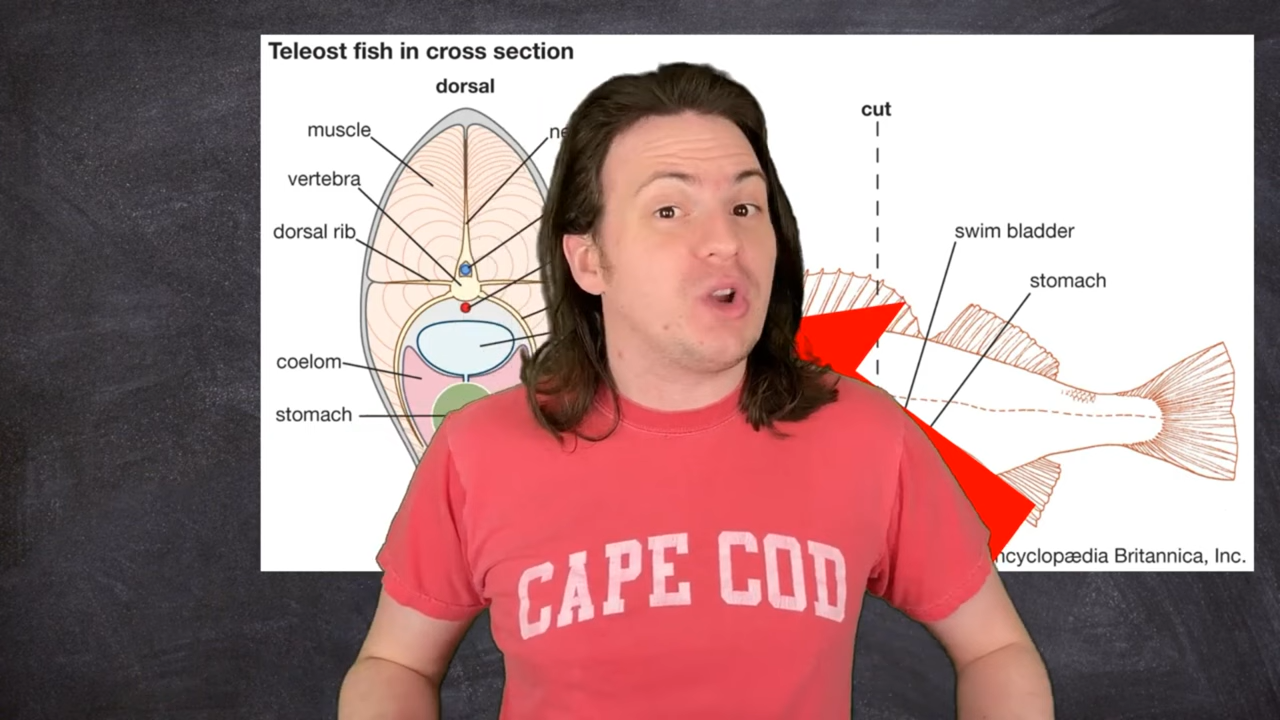 Teleost fish in cross section
dorsal
muscle
vertebra
dorsal rib
coelom
stomach
cut
swim bladder
stomach
Britannica, Inc.
CAPE COD